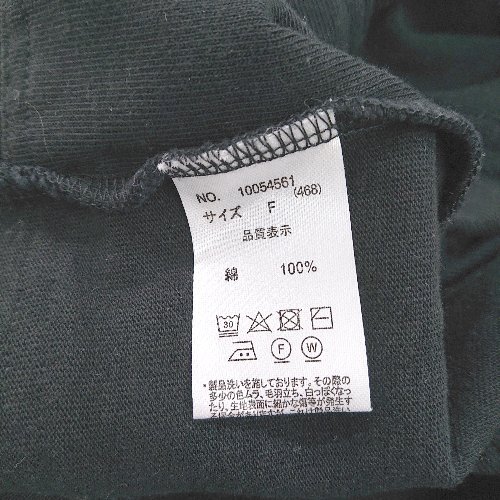 NO. 10054561
サイズ F (468)
品質表示
綿 100%
30
F W
*製品洗いを施しております。その際の
多少の色ムラ、毛羽立ち、白っぽくなっ
たり、生地表面に細かな傷等が発生す